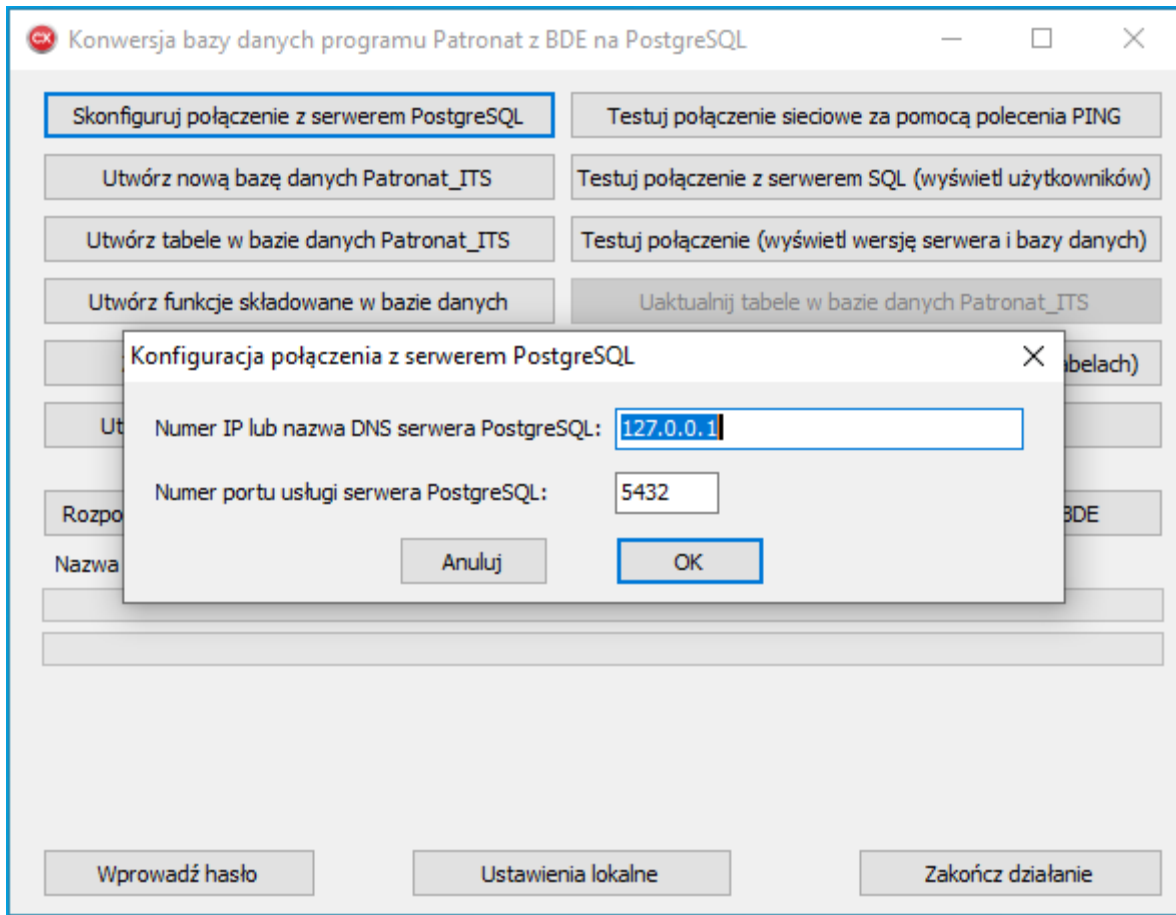 CX Konwersja bazy danych programu Patronat z BDE na PostgreSQL
Skonfiguruj połączenie z serwerem PostgreSQL
Testuj połączenie sieciowe za pomocą polecenia PING
Utwórz nową bazę danych Patronat_ITS
Testuj połączenie z serwerem SQL (wyświetl użytkowników)
Utwórz tabele w bazie danych Patronat_ITS
Testuj połączenie (wyświetl wersję serwera i bazy danych)
Utwórz funkcje składowane w bazie danych
Uaktualnij tabele w bazie danych Patronat_ITS
Konfiguracja połączenia z serwerem PostgreSQL
Numer IP lub nazwa DNS serwera PostgreSQL: 127.0.0.1
Numer portu usługi serwera PostgreSQL: 5432
Anuluj
OK
Nazwa
BDE
Wprowadź hasło
Ustawienia lokalne
Zakończ działanie